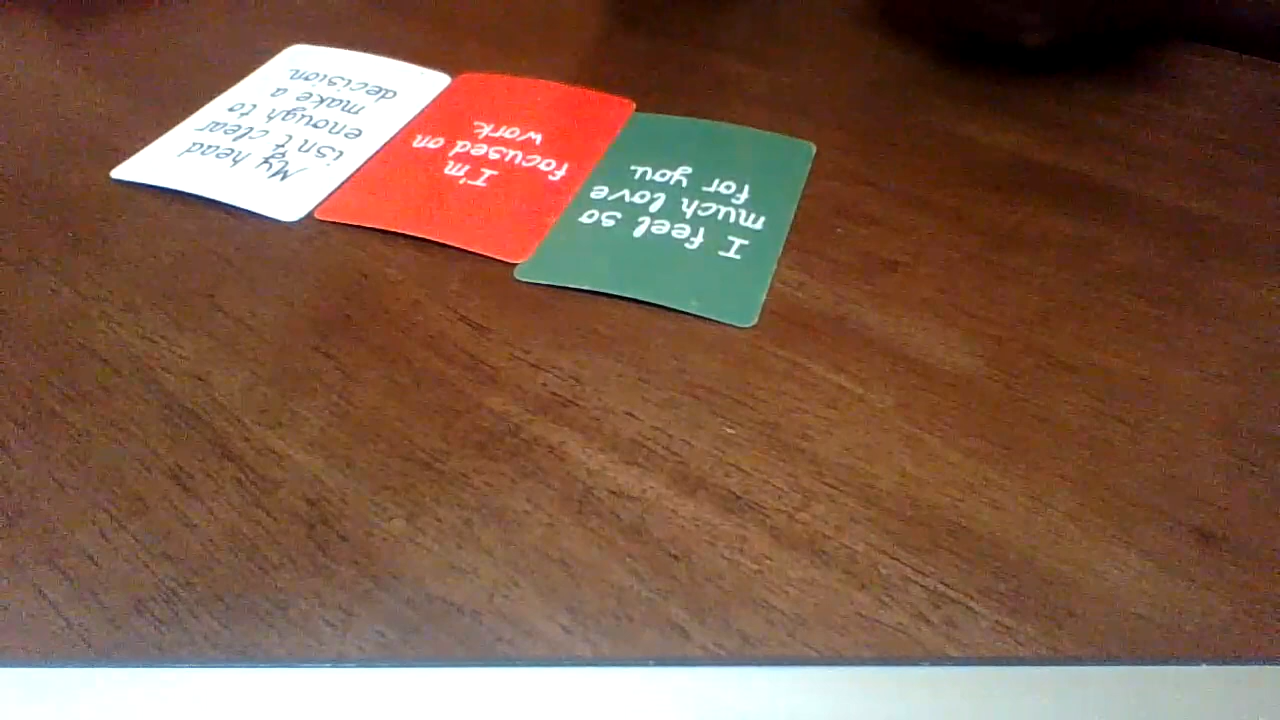 I feel so
much love
for you
I'm
focused on
work
My head
isn't clear
enough to
make a
decision